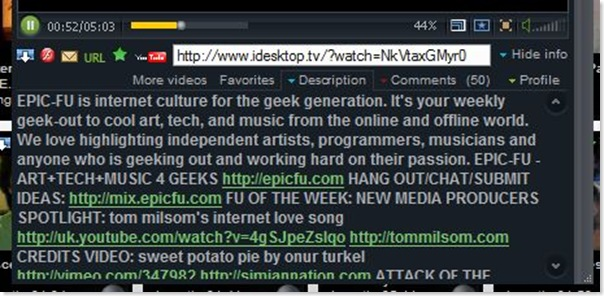 00:52/05:03 44%
URL You Tube http://www.idesktop.tv/?watch=NkVtaxGMyr0 Hide info
More videos Favorites Description Comments (50) Profile
EPIC-FU is internet culture for the geek generation. It's your weekly
geek-out to cool art, tech, and music from the online and offline world.
We love highlighting independent artists, programmers, musicians and
anyone who is geeking out and working hard on their passion. EPIC-FU -
ART+TECH+MUSIC 4 GEEKS http://epicfu.com HANG OUT/CHAT/SUBMIT
IDEAS: http://mix.epicfu.com FU OF THE WEEK: NEW MEDIA PRODUCERS
SPOTLIGHT: tom milsom's internet love song
http://uk.youtube.com/watch?v=4gSJpeZslqo http://tommilsom.com
CREDITS VIDEO: sweet potato pie by onur turkel
http://vimeo.com/347982 http://simiannation.com ATTACK OF THE